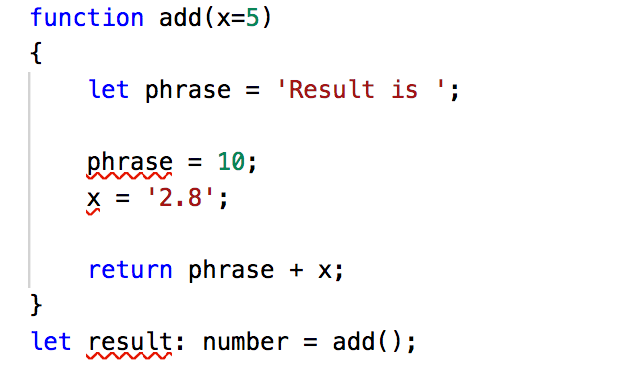 function add(x=5)
{
    let phrase = 'Result is ';
    phrase = 10;
    x = '2.8';
    return phrase + x;
}
let result: number = add();